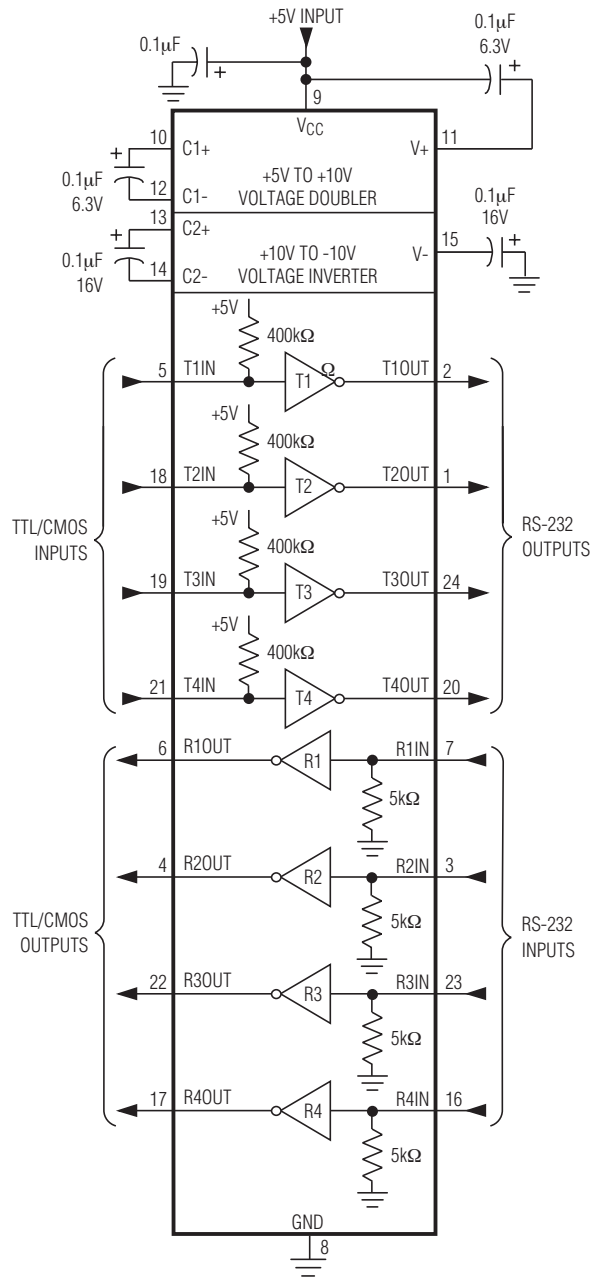 +5V INPUT
0.1μF
+
0.1μF
6.3V
+
9
VCC
10
C1+
+
0.1μF
6.3V
12
C1-
+5V TO +10V
VOLTAGE DOUBLER
V+
11
13
C2+
+
0.1μF
16V
14
C2-
+10V TO -10V
VOLTAGE INVERTER
V-
15
0.1μF
16V
+
+5V
400kΩ
5
T1IN
T1
Ω
T1OUT
2
+5V
400kΩ
18
T2IN
T2
T2OUT
1
TTL/CMOS
INPUTS
RS-232
OUTPUTS
+5V
400kΩ
19
T3IN
T3
T3OUT
24
+5V
400kΩ
21
T4IN
T4
T4OUT
20
6
R1OUT
R1
R1IN
7
5kΩ
4
R2OUT
R2
R2IN
3
5kΩ
TTL/CMOS
OUTPUTS
RS-232
INPUTS
22
R3OUT
R3
R3IN
23
5kΩ
17
R4OUT
R4
R4IN
16
5kΩ
GND
8